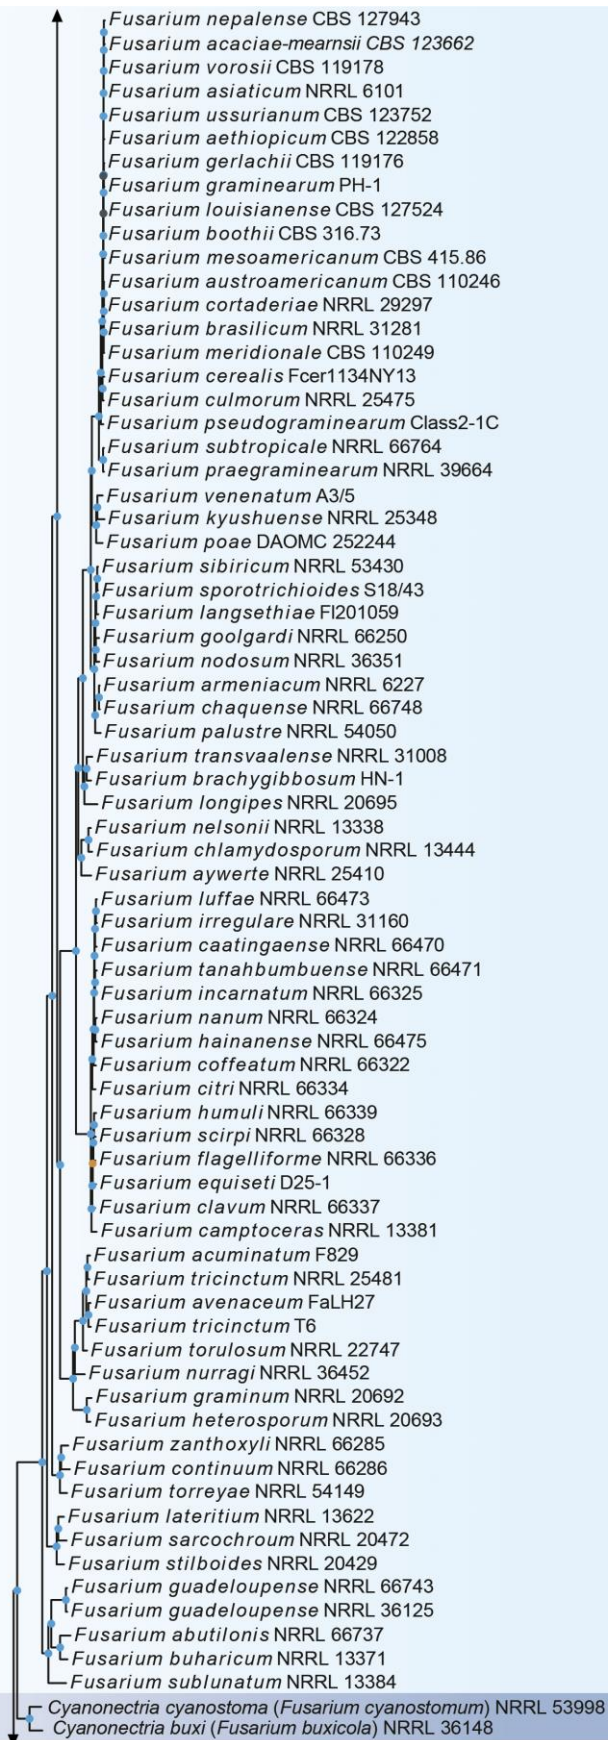 Fusarium nepalense CBS 127943
Fusarium acaciae-mearnsii CBS 123662
Fusarium vorosii CBS 119178
Fusarium asiaticum NRRL 6101
Fusarium ussurianum CBS 123752
Fusarium aethiopicum CBS 122858
Fusarium gerlachii CBS 119176
Fusarium graminearum PH-1
Fusarium louisianense CBS 127524
Fusarium boothii CBS 316.73
Fusarium mesoamericanum CBS 415.86
Fusarium austroamericanum CBS 110246
Fusarium cortaderiae NRRL 29297
Fusarium brasilicum NRRL 31281
Fusarium meridionale CBS 110249
Fusarium cerealis Fcer1134NY13
Fusarium culmorum NRRL 25475
Fusarium pseudograminearum Class2-1C
Fusarium subtropicale NRRL 66764
Fusarium praegraminearum NRRL 39664
Fusarium venenatum A3/5
Fusarium kyushuense NRRL 25348
Fusarium poae DAOMC 252244
Fusarium sibiricum NRRL 53430
Fusarium sporotrichioides S18/43
Fusarium langsethiae Fl201059
Fusarium goolgardi NRRL 66250
Fusarium nodosum NRRL 36351
Fusarium armeniacum NRRL 6227
Fusarium chaquense NRRL 66748
Fusarium palustre NRRL 54050
Fusarium transvaalense NRRL 31008
Fusarium brachygibbosum HN-1
Fusarium longipes NRRL 20695
Fusarium nelsonii NRRL 13338
Fusarium chlamydosporum NRRL 13444
Fusarium aywerte NRRL 25410
Fusarium luffae NRRL 66473
Fusarium irregulare NRRL 31160
Fusarium caatingaense NRRL 66470
Fusarium tanahbumbuense NRRL 66471
Fusarium incarnatum NRRL 66325
Fusarium nanum NRRL 66324
Fusarium hainanense NRRL 66475
Fusarium coffeatum NRRL 66322
Fusarium citri NRRL 66334
Fusarium humuli NRRL 66339
Fusarium scirpi NRRL 66328
Fusarium flagelliforme NRRL 66336
Fusarium equiseti D25-1
Fusarium clavum NRRL 66337
Fusarium camptoceras NRRL 13381
Fusarium acuminatum F829
Fusarium tricinctum NRRL 25481
Fusarium avenaceum FaLH27
Fusarium tricinctum T6
Fusarium torulosum NRRL 22747
Fusarium nurragi NRRL 36452
Fusarium graminum NRRL 20692
Fusarium heterosporum NRRL 20693
Fusarium zanthoxyli NRRL 66285
Fusarium continuum NRRL 66286
Fusarium torreyae NRRL 54149
Fusarium lateritium NRRL 13622
Fusarium sarcochroum NRRL 20472
Fusarium stilboides NRRL 20429
Fusarium guadeloupense NRRL 66743
Fusarium guadeloupense NRRL 36125
Fusarium abutilonis NRRL 66737
Fusarium buharicum NRRL 13371
Fusarium sublunatum NRRL 13384
Cyanonectria cyanostoma (Fusarium cyanostomum) NRRL 53998
Cyanonectria buxi (Fusarium buxicola) NRRL 36148